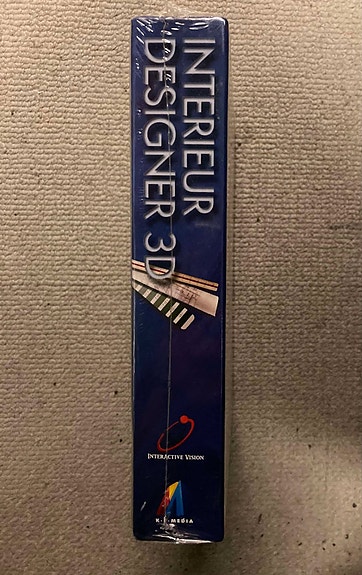 INTERIEUR
DESIGNER 3D
INTERACTIVE VISION
K·E·MEDIA